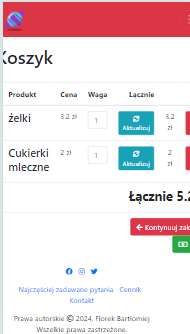 Koszyk
Produkt Cena Waga Łącznie
żelki 3.2 zł 1 Aktualizuj 3.2 zł
Cukierki mleczne 2 zł 1 Aktualizuj 2 zł
Łącznie 5.2
Kontynuuj zak
Najczęściej zadawane pytania Cennik
Kontakt
Prawa autorskie © 2024, Florek Bartłomiej
Wszelkie prawa zastrzeżone.